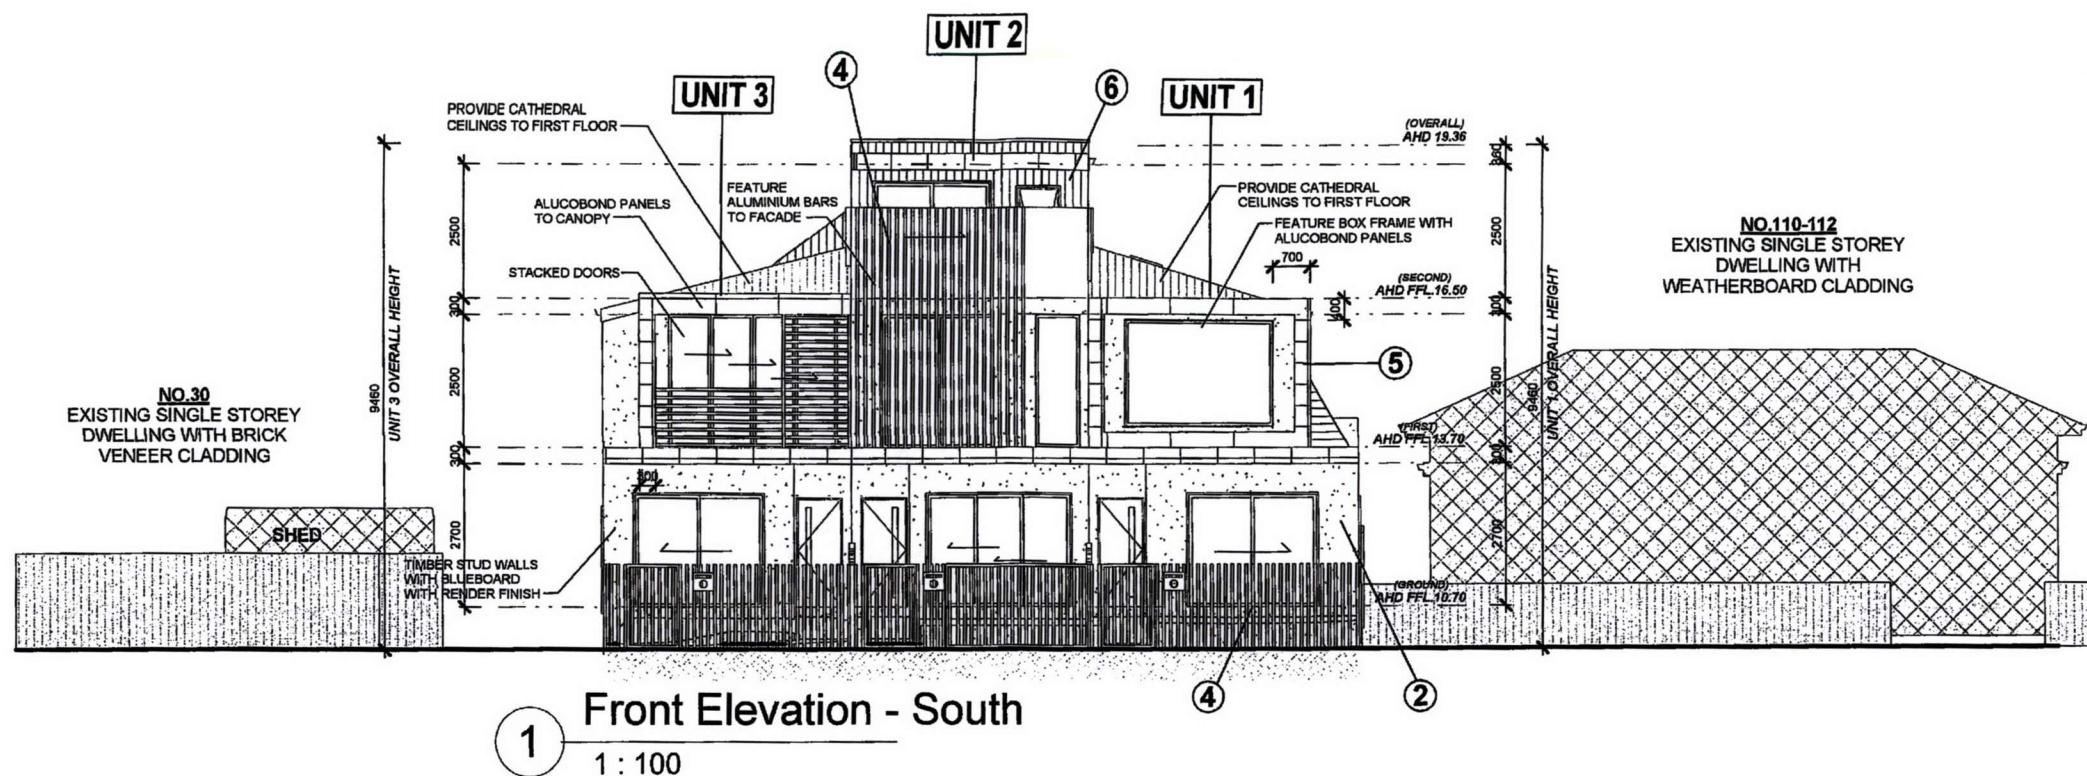 UNIT 2
4
UNIT 3
6
UNIT 1
PROVIDE CATHEDRAL
CEILINGS TO FIRST FLOOR
(OVERALL)
AHD 19.36
360
ALUCOBOND PANELS
TO CANOPY
FEATURE
ALUMINIUM BARS
TO FACADE
PROVIDE CATHEDRAL
CEILINGS TO FIRST FLOOR
FEATURE BOX FRAME WITH
ALUCOBOND PANELS
2500
2500
NO.110-112
EXISTING SINGLE STOREY
DWELLING WITH
WEATHERBOARD CLADDING
STACKED DOORS
700
(SECOND)
AHD FFL.16.50
300
400
300
UNIT 3 OVERALL HEIGHT
9460
UNIT 1 OVERALL HEIGHT
9460
5
2500
2500
NO.30
EXISTING SINGLE STOREY
DWELLING WITH BRICK
VENEER CLADDING
(FIRST)
AHD FFL.13.70
300
300
500
SHED
2700
2700
TIMBER STUD WALLS
WITH BLUEBOARD
WITH RENDER FINISH
(GROUND)
AHD FFL.10.70
4
2
1
Front Elevation - South
1 : 100